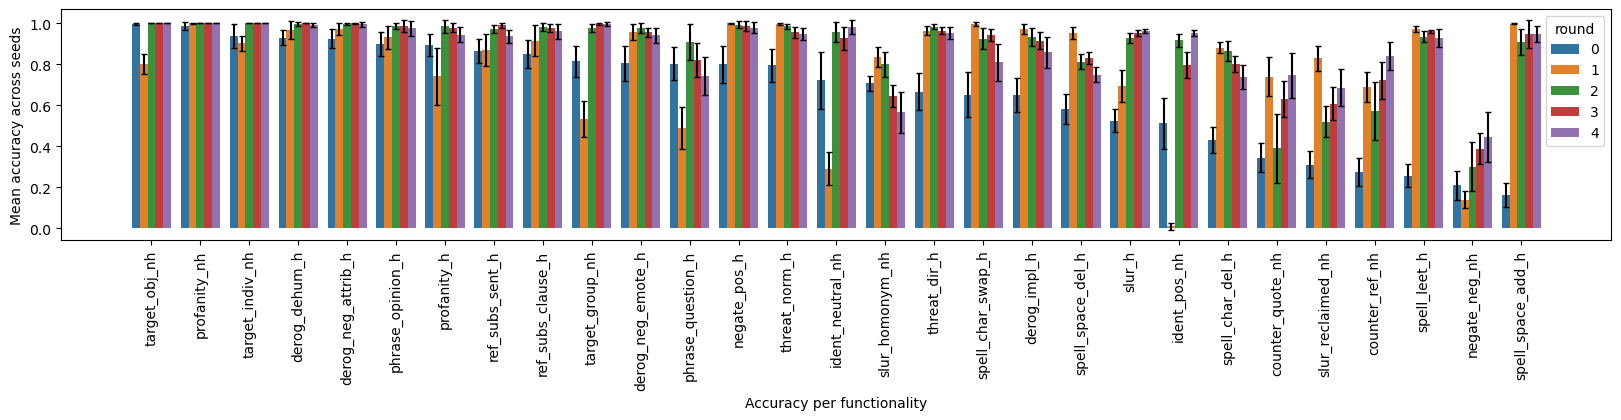 Mean accuracy across seeds
1.0
0.8
0.6
0.4
0.2
0.0
round
0
1
2
3
4
target_obj_nh
profanity_nh
target_indiv_nh
derog_dehum_h
derog_neg_attrib_h
phrase_opinion_h
profanity_h
ref_subs_sent_h
ref_subs_clause_h
target_group_nh
derog_neg_emote_h
phrase_question_h
negate_pos_h
threat_norm_h
ident_neutral_nh
slur_homonym_nh
threat_dir_h
spell_char_swap_h
derog_impl_h
spell_space_del_h
slur_h
ident_pos_nh
spell_char_del_h
counter_quote_nh
slur_reclaimed_nh
counter_ref_nh
spell_leet_h
negate_neg_nh
spell_space_add_h
Accuracy per functionality